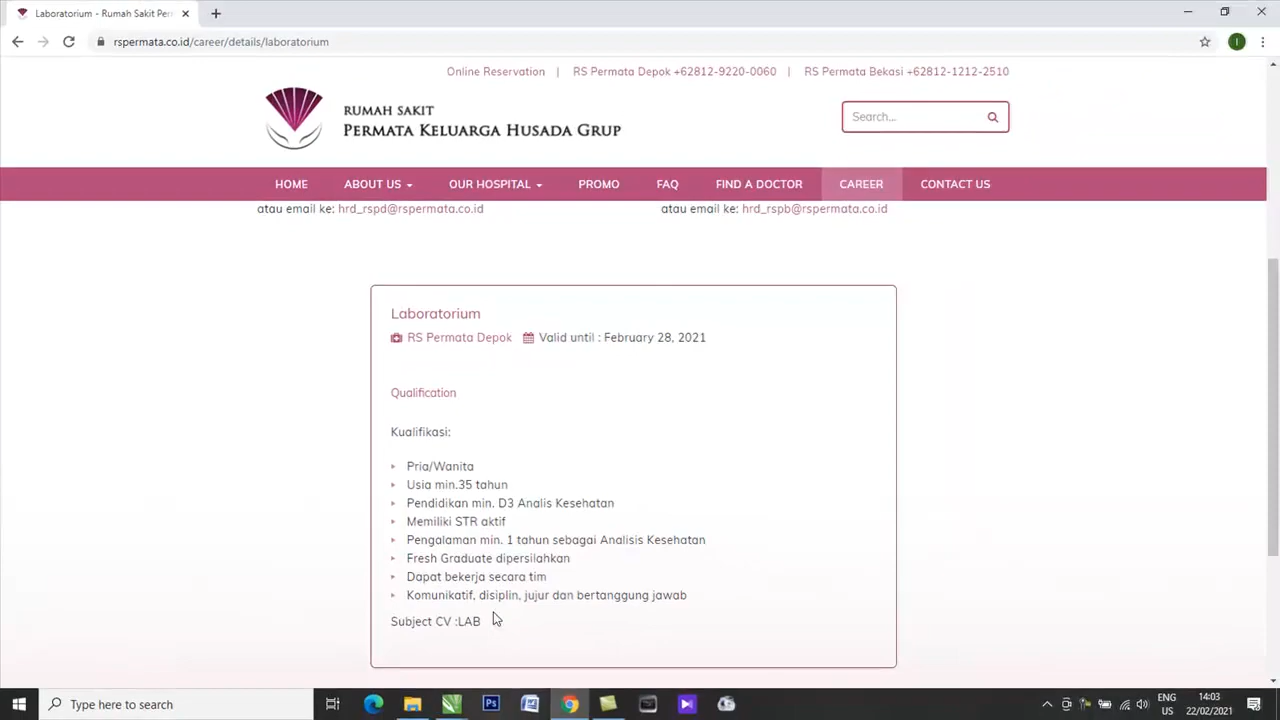 Laboratorium - Rumah Sakit Per
rspermata.co.id/career/details/laboratorium
I
Online Reservation | RS Permata Depok +62812-9220-0060 | RS Permata Bekasi +62812-1212-2510
RUMAH SAKIT
PERMATA KELUARGA HUSADA GRUP
Search...
HOME ABOUT US OUR HOSPITAL PROMO FAQ FIND A DOCTOR CAREER CONTACT US
atau email ke: hrd_rspd@rspermata.co.id atau email ke: hrd_rspb@rspermata.co.id
Laboratorium
RS Permata Depok Valid until : February 28, 2021
Qualification
Kualifikasi:
Pria/Wanita
Usia min.35 tahun
Pendidikan min. D3 Analis Kesehatan
Memiliki STR aktif
Pengalaman min. 1 tahun sebagai Analisis Kesehatan
Fresh Graduate dipersilahkan
Dapat bekerja secara tim
Komunikatif, disiplin, jujur dan bertanggung jawab
Subject CV :LAB
Type here to search
Ps
W
ENG
US
14:03
22/02/2021